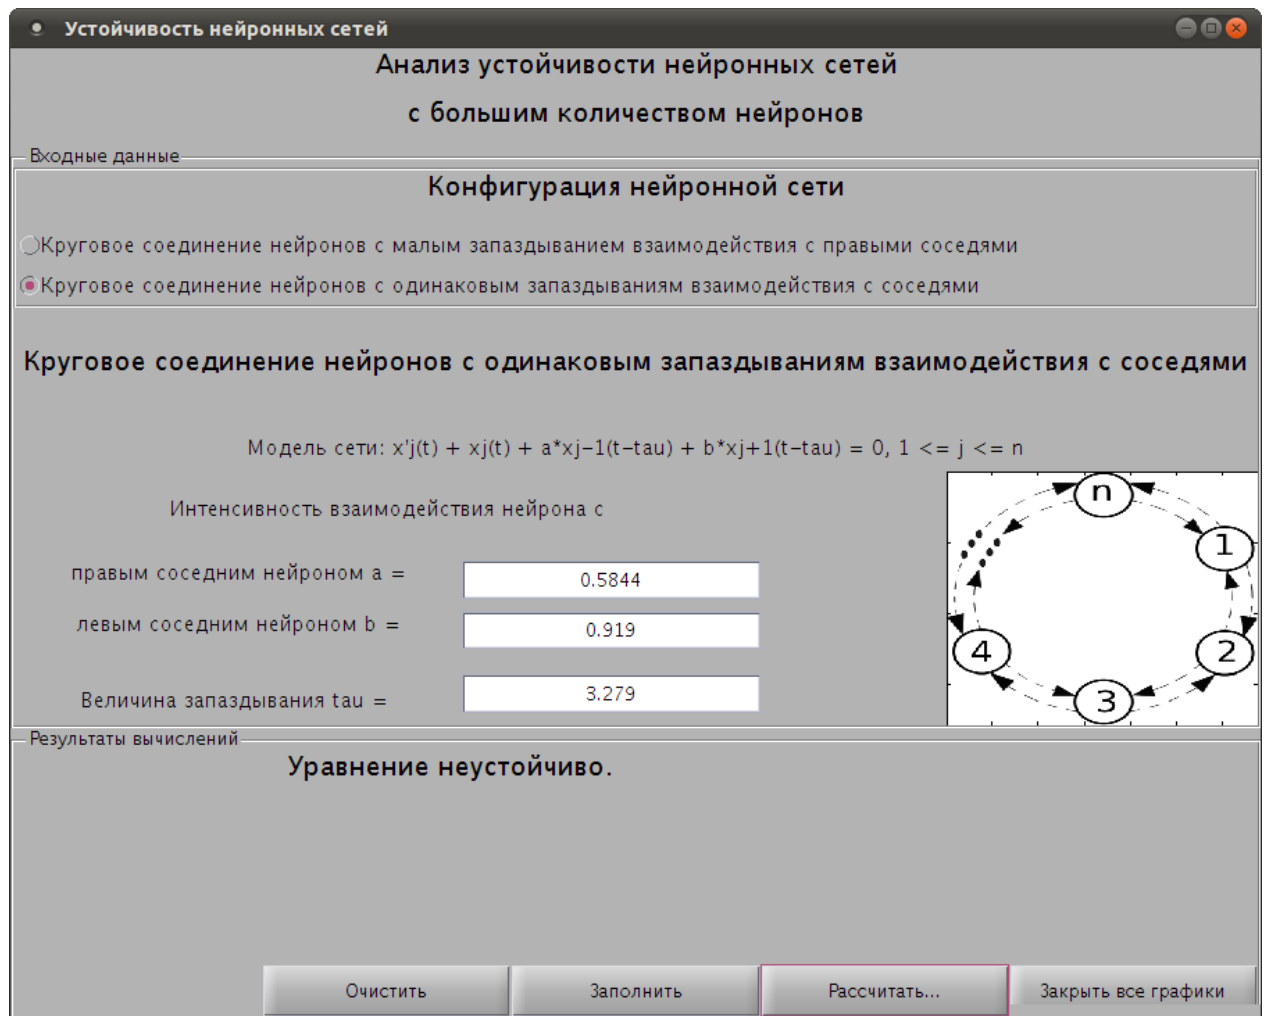 Устойчивость нейронных сетей
Анализ устойчивости нейронных сетей
с большим количеством нейронов
Входные данные
Конфигурация нейронной сети
Круговое соединение нейронов с малым запаздыванием взаимодействия с правыми соседями
Круговое соединение нейронов с одинаковым запаздываниям взаимодействия с соседями
Круговое соединение нейронов с одинаковым запаздываниям взаимодействия с соседями
Модель сети: x'j(t) + xj(t) + a*xj-1(t-tau) + b*xj+1(t-tau) = 0, 1 <= j <= n
Интенсивность взаимодействия нейрона с
правым соседним нейроном a = 0.5844
левым соседним нейроном b = 0.919
Величина запаздывания tau = 3.279
n
1
2
3
4
Результаты вычислений
Уравнение неустойчиво.
Очистить Заполнить Рассчитать... Закрыть все графики